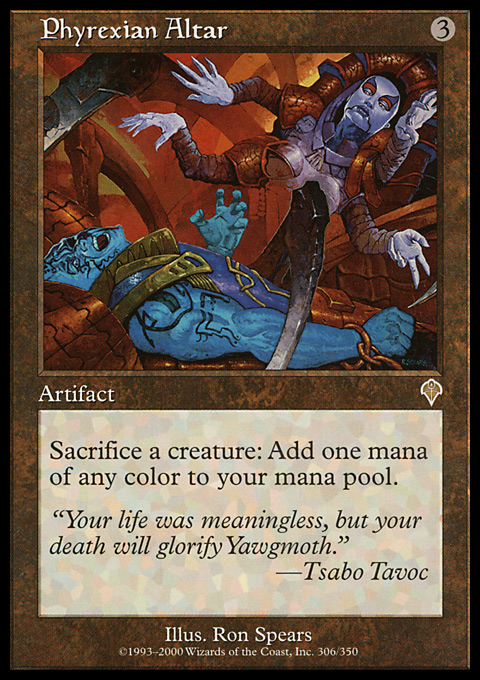 Phyrexian Altar
3
Artifact
Sacrifice a creature: Add one mana
of any color to your mana pool.
“Your life was meaningless, but your
death will glorify Yawgmoth.”
—Tsabo Tavoc
Illus. Ron Spears
©1993–2000 Wizards of the Coast, Inc. 306/350